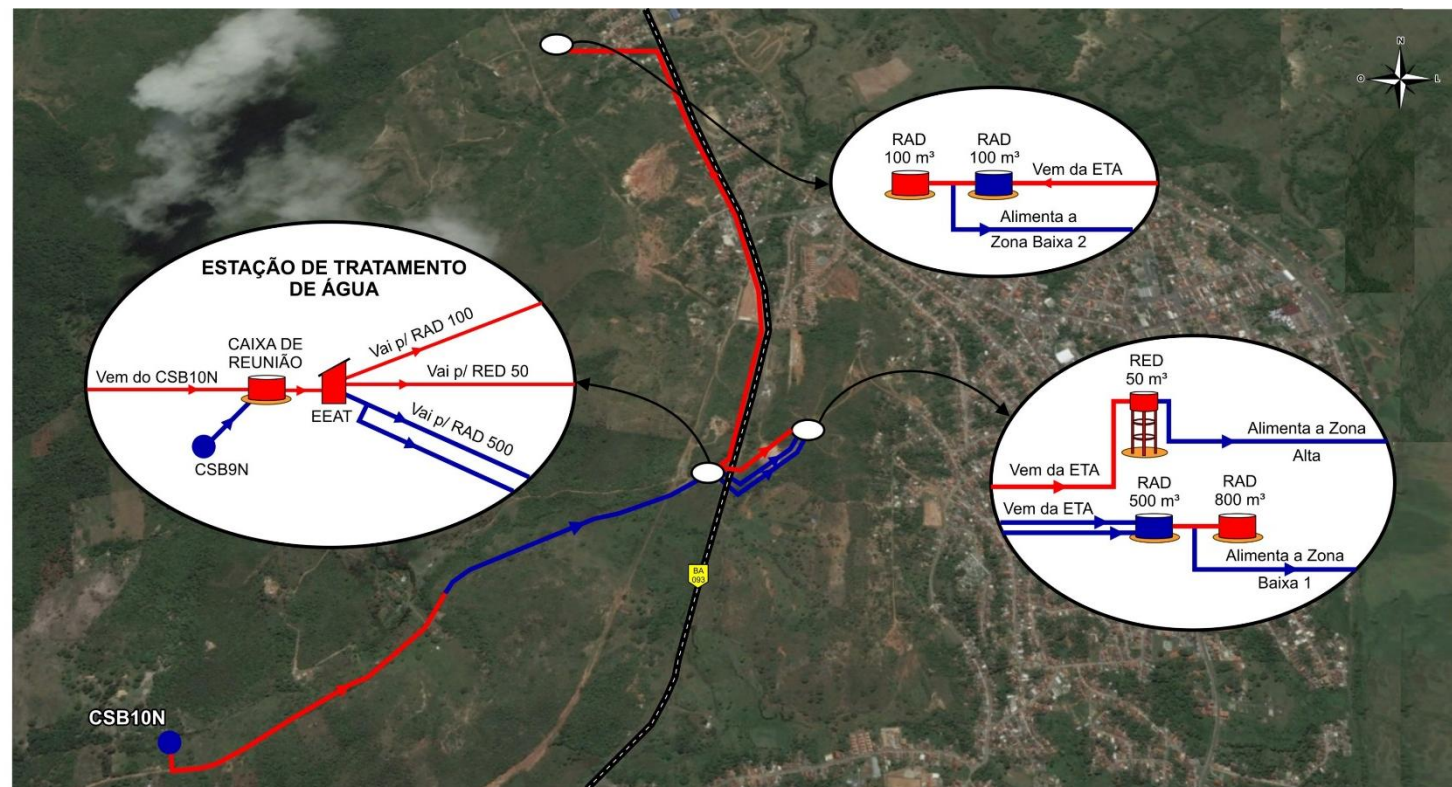 N
O
L
S
RAD
100 m³
RAD
100 m³
Vem da ETA
Alimenta a
Zona Baixa 2
ESTAÇÃO DE TRATAMENTO
DE ÁGUA
CAIXA DE
REUNIÃO
Vem do CSB10N
CSB9N
EEAT
Vai p/ RAD 100
Vai p/ RED 50
Vai p/ RAD 500
RED
50 m³
Alimenta a Zona
Alta
Vem da ETA
Vem da ETA
RAD
500 m³
RAD
800 m³
Alimenta a Zona
Baixa 1
BA
093
CSB10N